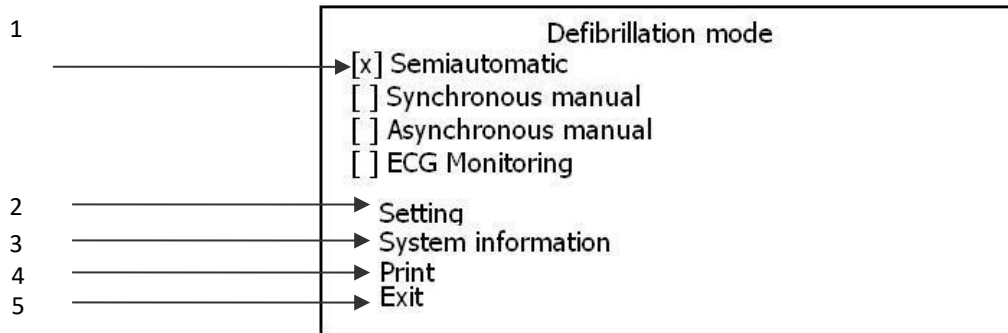 1
Defibrillation mode
[x] Semiautomatic
[ ] Synchronous manual
[ ] Asynchronous manual
[ ] ECG Monitoring
2 Setting
3 System information
4 Print
5 Exit